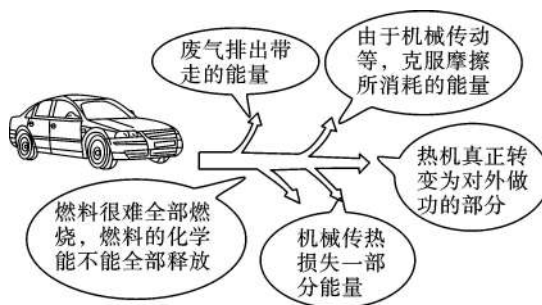 废气排出带
走的能量
由于机械传动
等，克服摩擦
所消耗的能量
热机真正转
变为对外做
功的部分
燃料很难全部燃
烧，燃料的化学
能不能全部释放
机械传热
损失一部
分能量